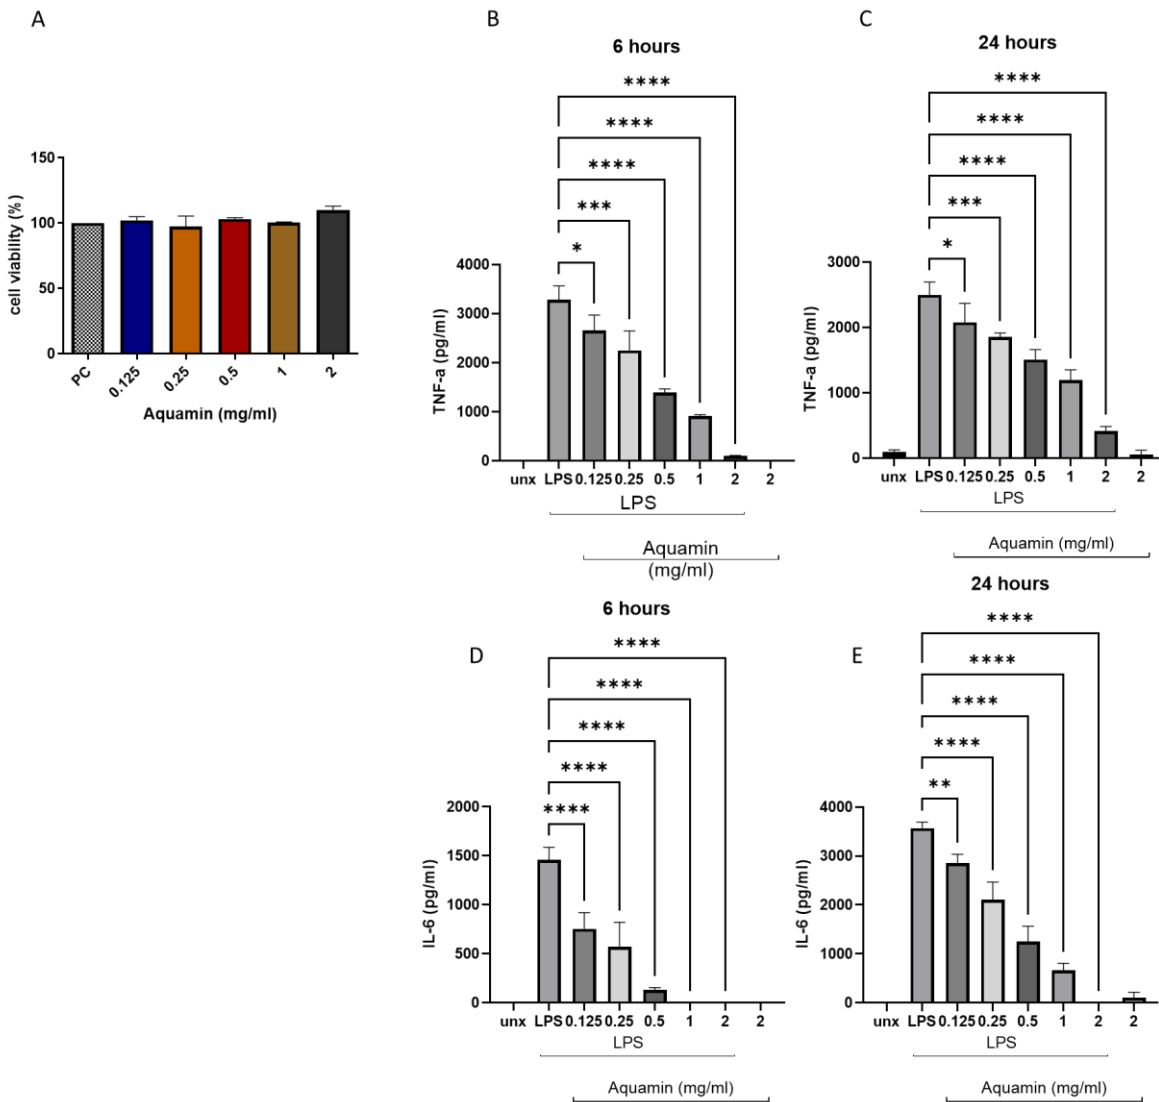 A
150
100
50
0
cell viability (%)
PC
0.125
0.25
0.5
1
2
Aquamin (mg/ml)
B
6 hours
****
****
****
***
*
4000
3000
2000
1000
0
TNF-a (pg/ml)
unx LPS 0.125 0.25 0.5 1 2 2
LPS
Aquamin
(mg/ml)
C
24 hours
****
****
****
***
*
3000
2000
1000
0
TNF-a (pg/ml)
unx LPS 0.125 0.25 0.5 1 2 2
LPS
Aquamin (mg/ml)
D
6 hours
****
****
****
****
****
2000
1500
1000
500
0
IL-6 (pg/ml)
unx LPS 0.125 0.25 0.5 1 2 2
LPS
Aquamin (mg/ml)
E
24 hours
****
****
****
****
**
4000
3000
2000
1000
0
IL-6 (pg/ml)
unx LPS 0.125 0.25 0.5 1 2 2
LPS
Aquamin (mg/ml)